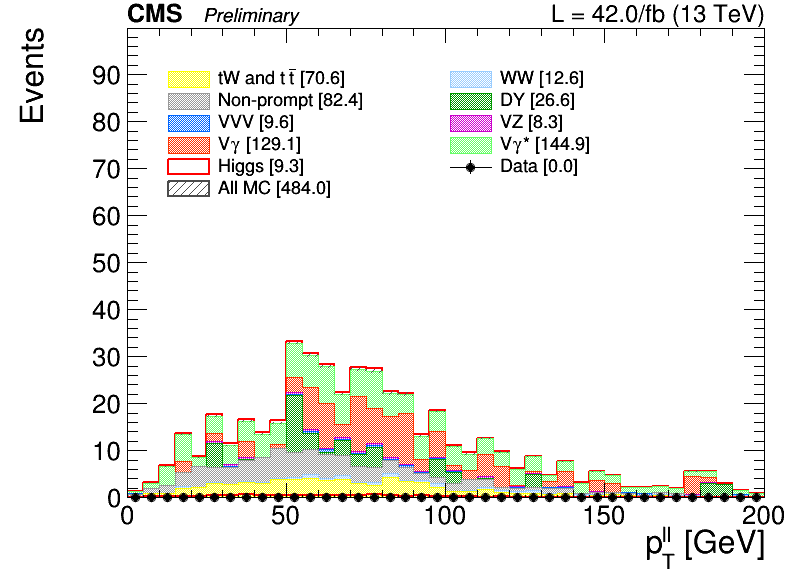 CMS Preliminary L = 42.0/fb (13 TeV)
Events
90
80
70
60
50
40
30
20
10
0
tW and t t̄ [70.6] WW [12.6]
Non-prompt [82.4] DY [26.6]
VVV [9.6] VZ [8.3]
Vγ [129.1] Vγ* [144.9]
Higgs [9.3] Data [0.0]
All MC [484.0]
0 50 100 150 200
p_T^ll [GeV]